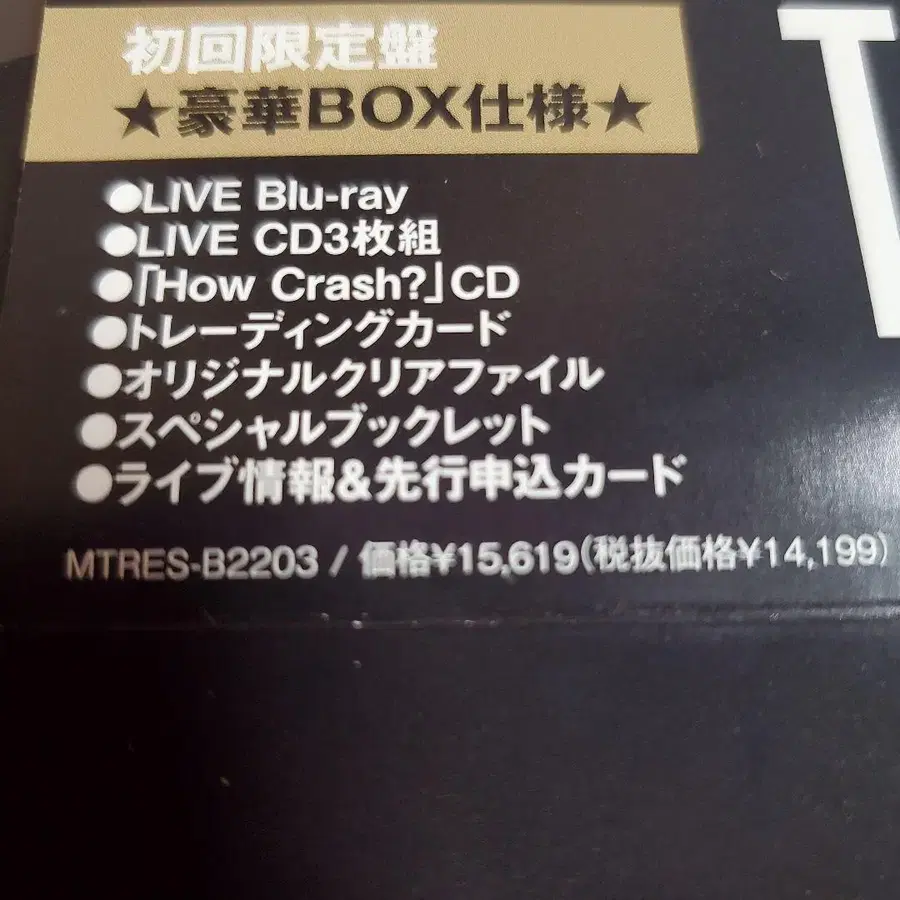 初回限定盤
★豪華BOX仕様★
●LIVE Blu-ray
●LIVE CD3枚組
●「How Crash?」CD
●トレーディングカード
●オリジナルクリアファイル
●スペシャルブックレット
●ライブ情報&先行申込カード
MTRES-B2203 / 価格¥15,619(税抜価格¥14,199)
T